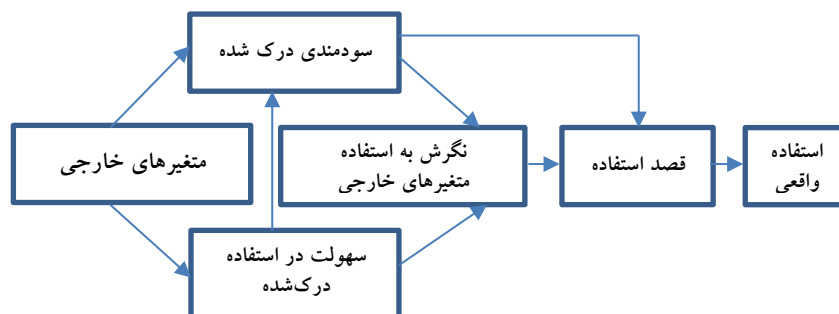 سودمندی درک شده
متغیرهای خارجی
نگرش به استفاده
متغیرهای خارجی
قصد استفاده
استفاده
واقعی
سهولت در استفاده
درک‌شده